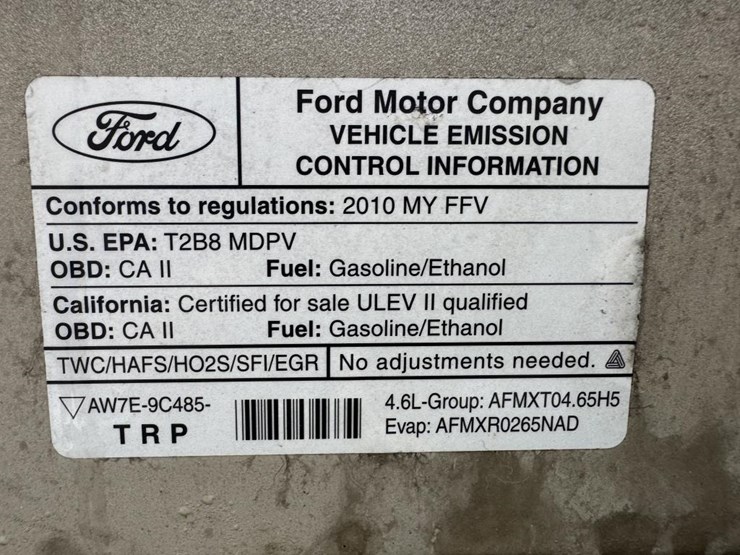 Ford
Ford Motor Company
VEHICLE EMISSION
CONTROL INFORMATION
Conforms to regulations: 2010 MY FFV
U.S. EPA: T2B8 MDPV
OBD: CA II Fuel: Gasoline/Ethanol
California: Certified for sale ULEV II qualified
OBD: CA II Fuel: Gasoline/Ethanol
TWC/HAFS/HO2S/SFI/EGR No adjustments needed.
AW7E-9C485-
TRP
4.6L-Group: AFMXT04.65H5
Evap: AFMXR0265NAD